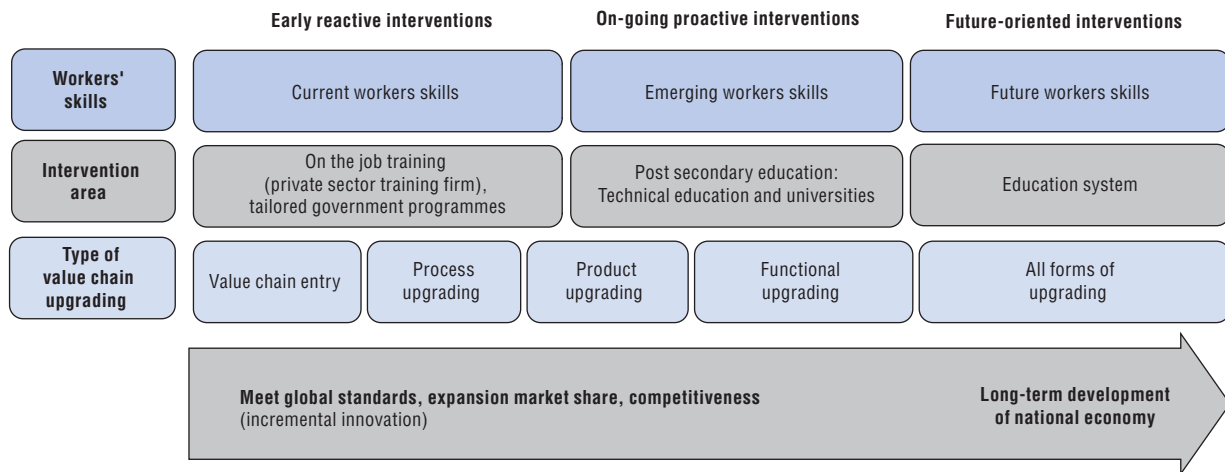 Early reactive interventions
On-going proactive interventions
Future-oriented interventions
Workers'
skills
Current workers skills
Emerging workers skills
Future workers skills
Intervention
area
On the job training
(private sector training firm),
tailored government programmes
Post secondary education:
Technical education and universities
Education system
Type of
value chain
upgrading
Value chain entry
Process
upgrading
Product
upgrading
Functional
upgrading
All forms of
upgrading
Meet global standards, expansion market share, competitiveness
(incremental innovation)
Long-term development
of national economy